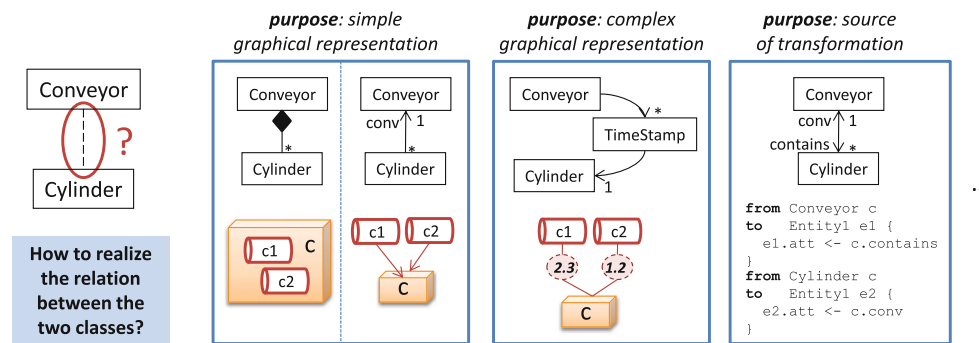 purpose: simple
graphical representation
purpose: complex
graphical representation
purpose: source
of transformation
Conveyor
?
Cylinder
How to realize
the relation
between the
two classes?
Conveyor
*
Cylinder
c1
c2
C
Conveyor
conv 1
*
Cylinder
c1 c2
C
Conveyor
*
TimeStamp
Cylinder
1
c1 c2
2.3 1.2
C
Conveyor
conv 1
contains *
Cylinder
from Conveyor c
to Entity1 e1 {
e1.att <- c.contains
}
from Cylinder c
to Entity1 e2 {
e2.att <- c.conv
}
.